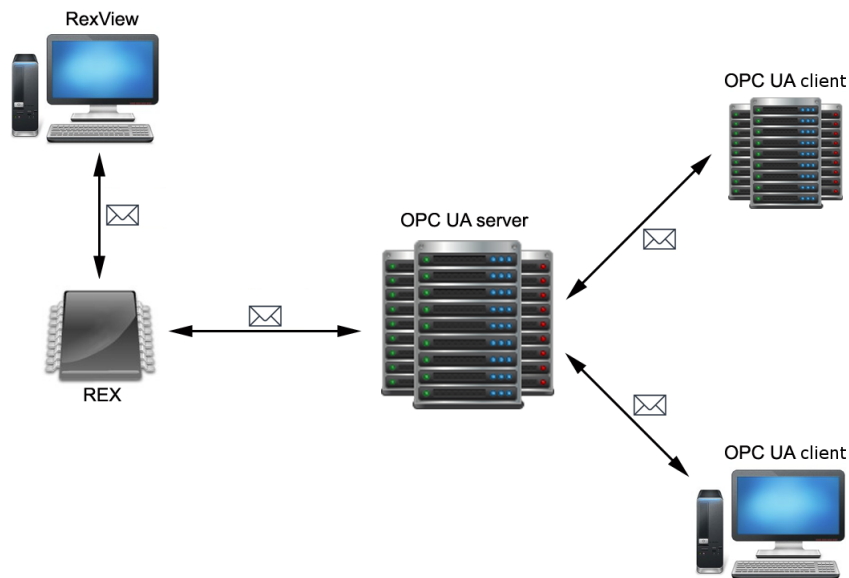 RexView
OPC UA client
OPC UA server
REX
OPC UA client